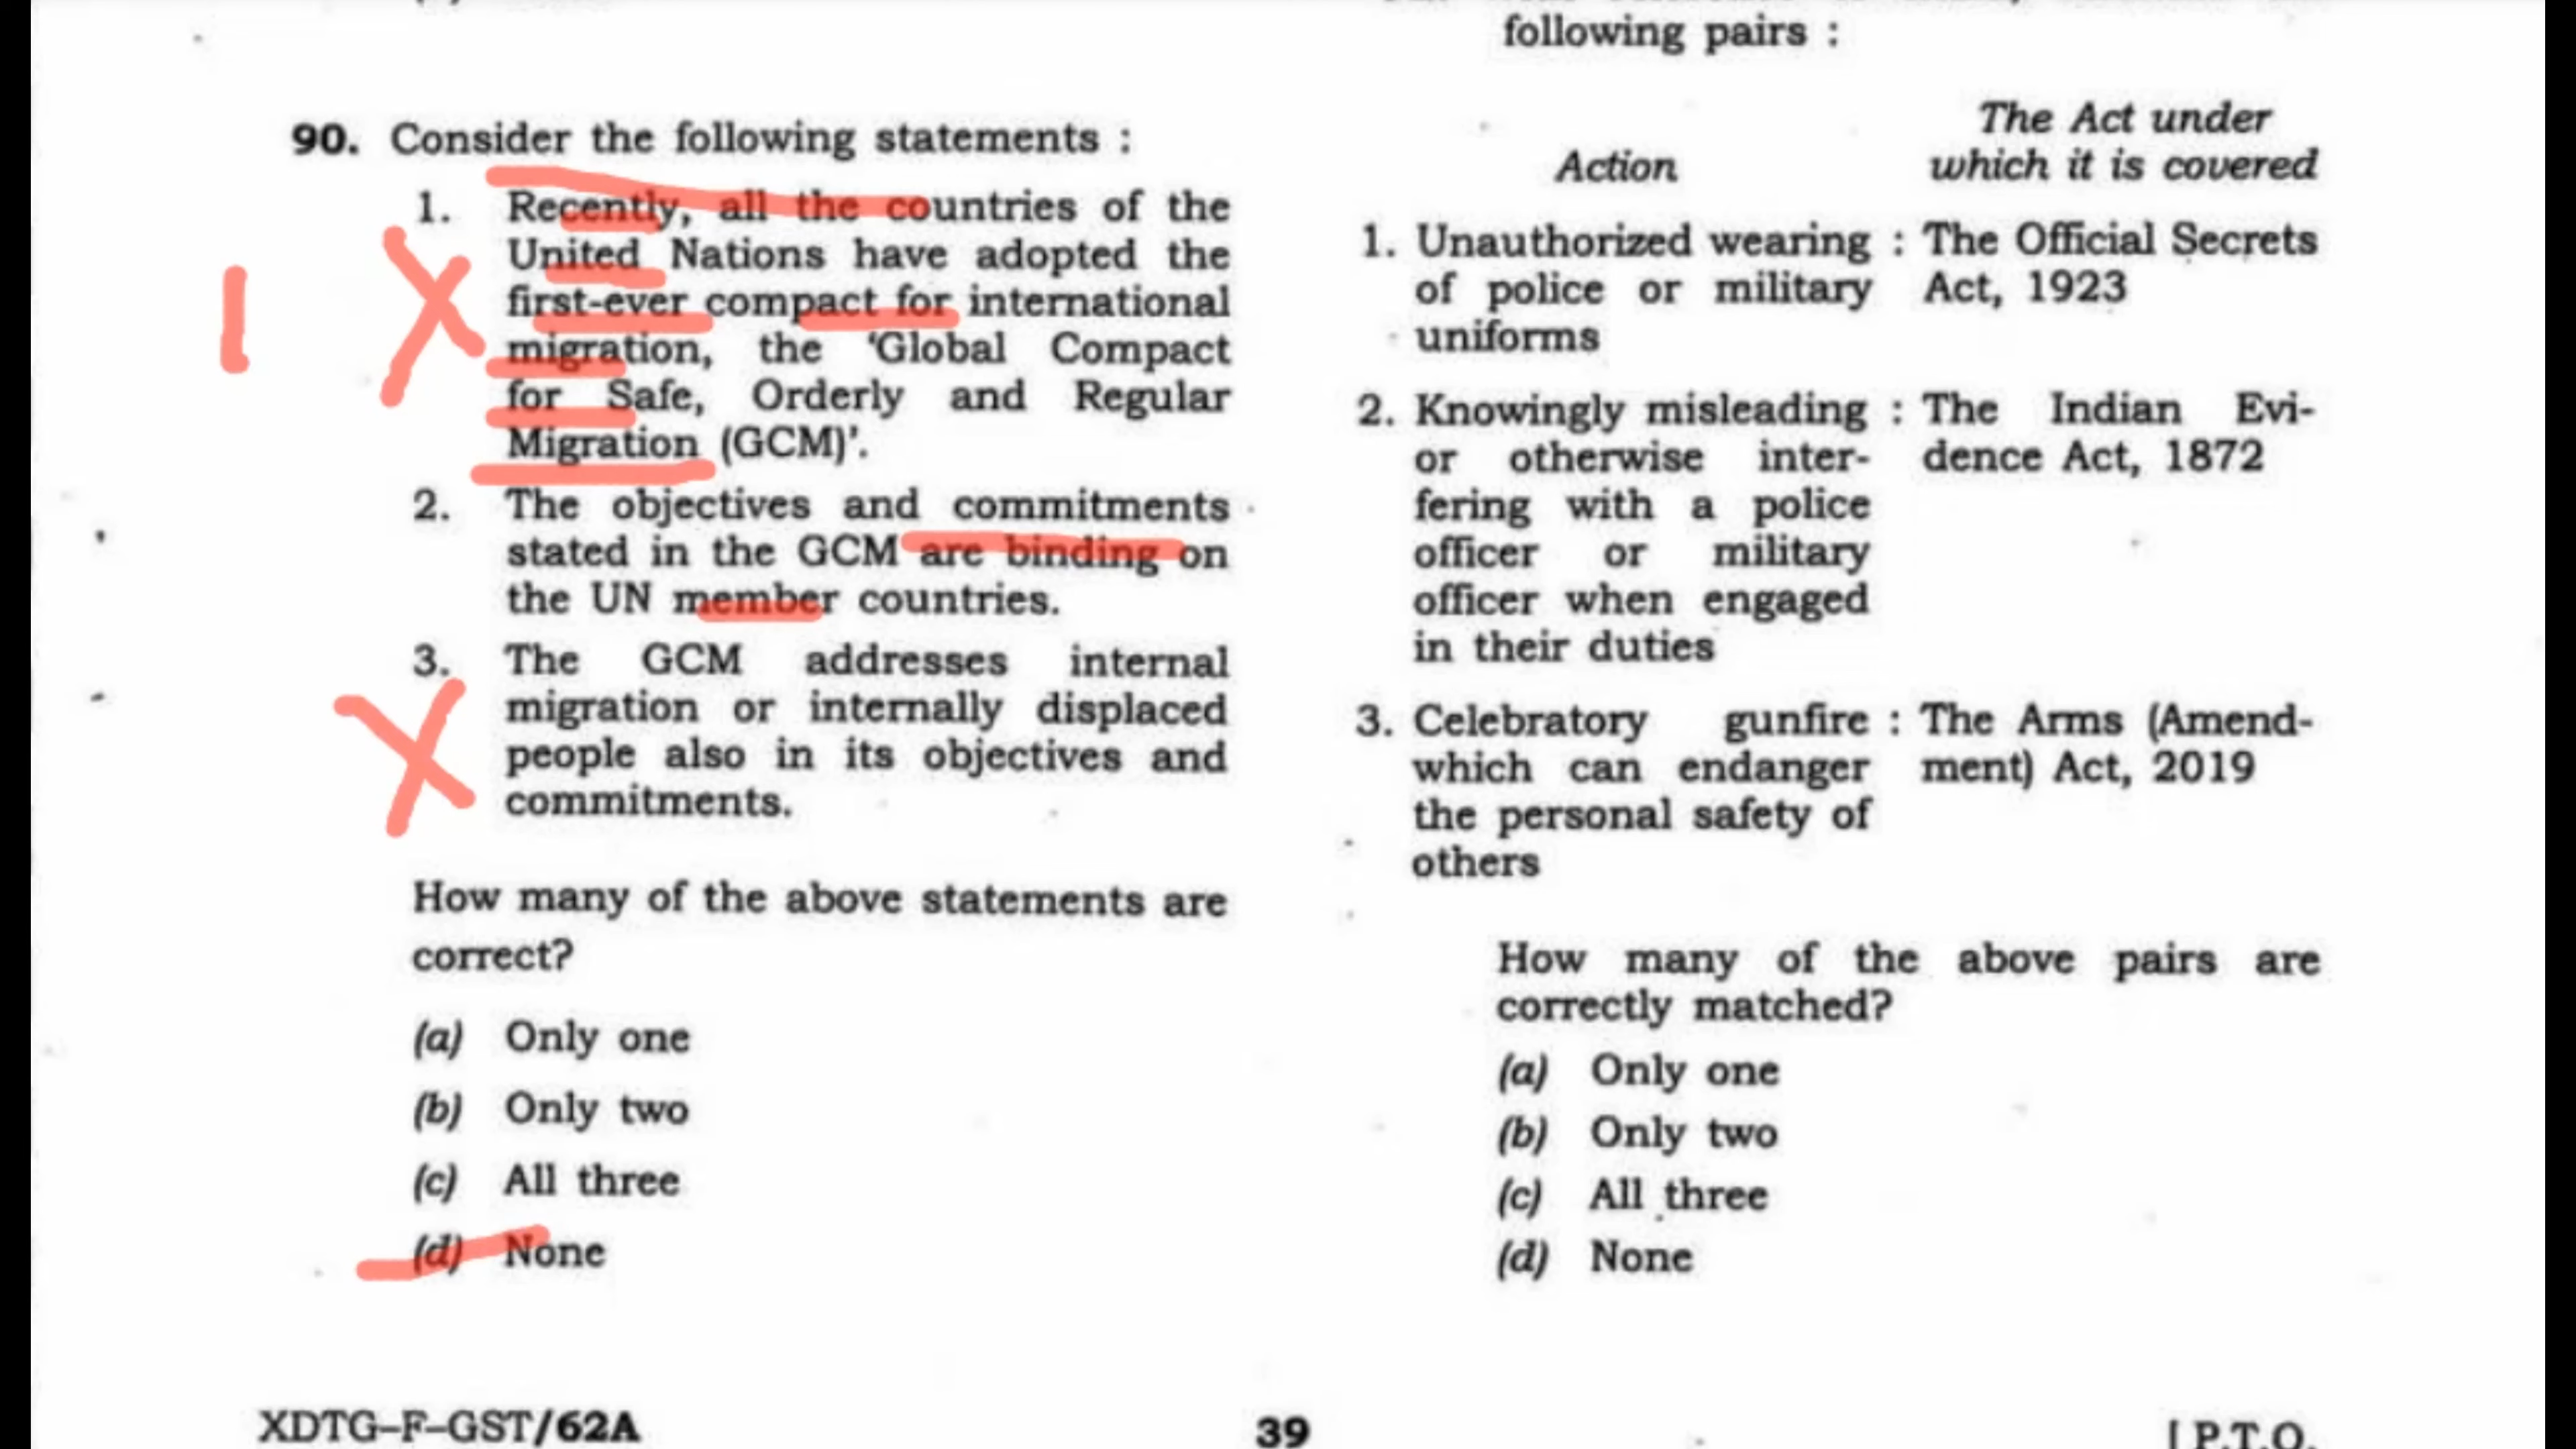 90. Consider the following statements :
1. Recently, all the countries of the
United Nations have adopted the
first-ever compact for international
migration, the ‘Global Compact
for Safe, Orderly and Regular
Migration (GCM)’.
2. The objectives and commitments
stated in the GCM are binding on
the UN member countries.
3. The GCM addresses internal
migration or internally displaced
people also in its objectives and
commitments.
How many of the above statements are
correct?
(a) Only one
(b) Only two
(c) All three
(d) None
XDTG–F–GST/62A
following pairs :
The Act under
Action which it is covered
1. Unauthorized wearing : The Official Secrets
of police or military Act, 1923
uniforms
2. Knowingly misleading : The Indian Evi-
or otherwise inter- dence Act, 1872
fering with a police
officer or military
officer when engaged
in their duties
3. Celebratory gunfire : The Arms (Amend-
which can endanger ment) Act, 2019
the personal safety of
others
How many of the above pairs are
correctly matched?
(a) Only one
(b) Only two
(c) All three
(d) None
39
[ P.T.O.